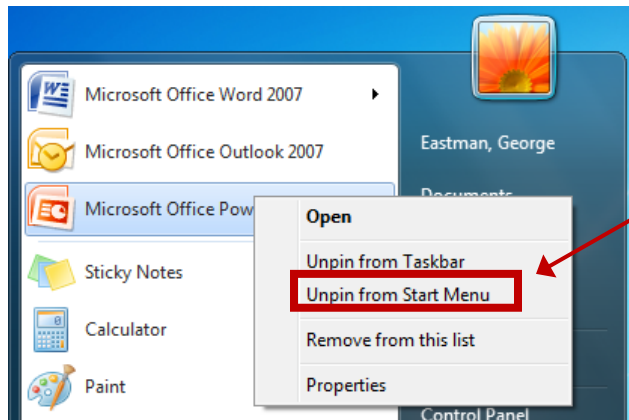 Microsoft Office Word 2007
Microsoft Office Outlook 2007
Eastman, George
Documents
Microsoft Office Pow
Open
Unpin from Taskbar
Unpin from Start Menu
Sticky Notes
Calculator
Remove from this list
Paint
Properties
Control Panel